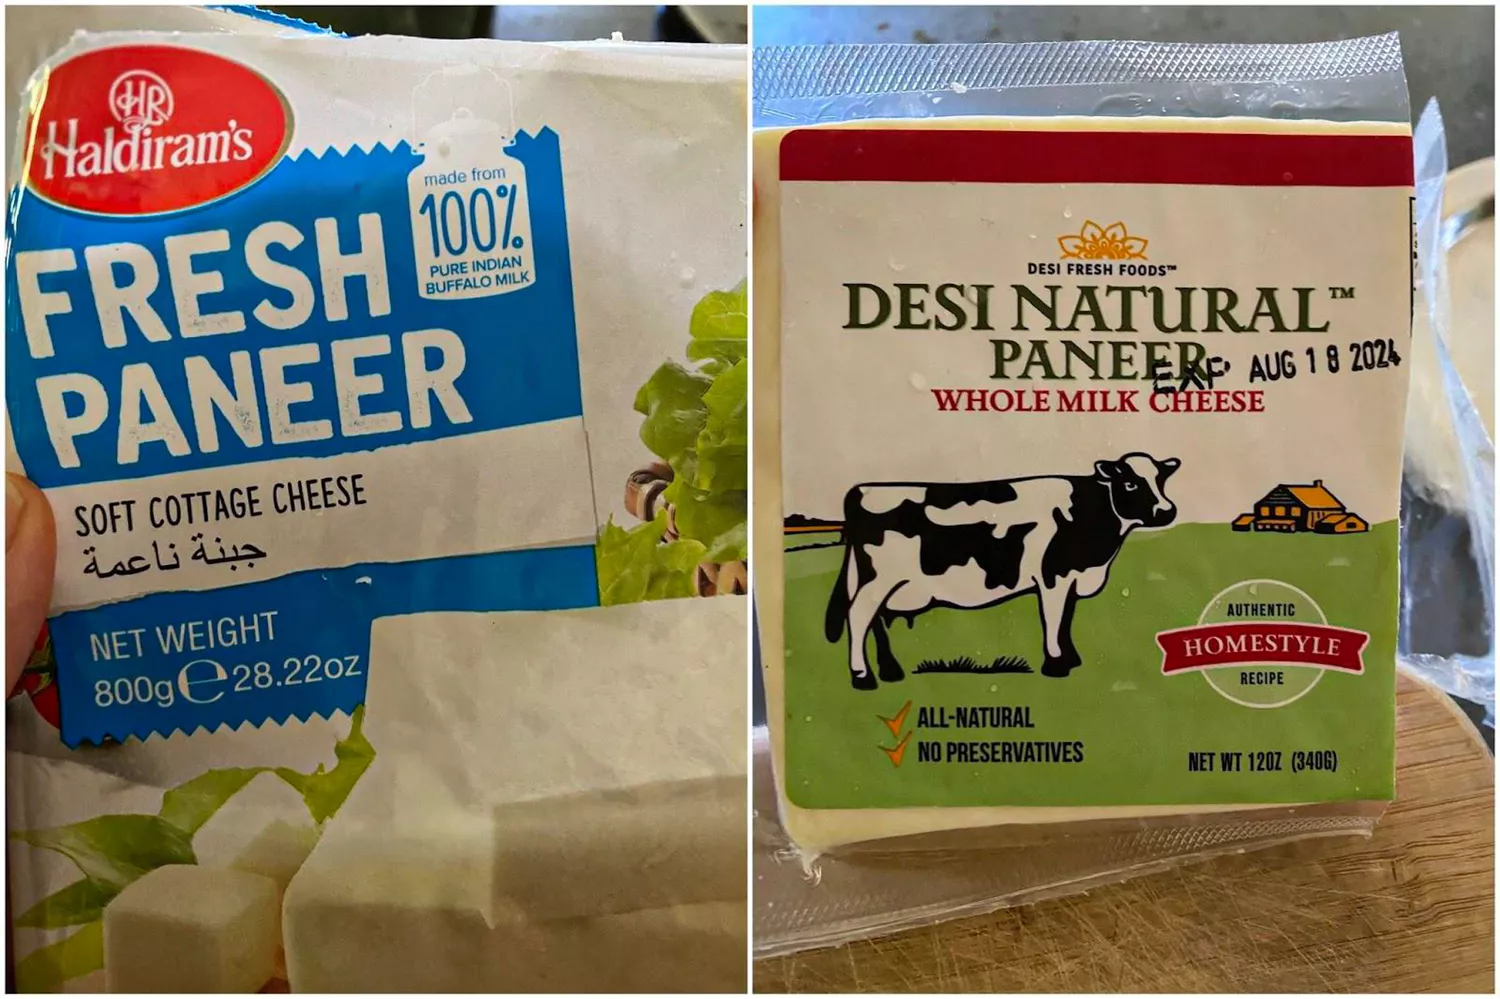 HR
Haldiram's
made from
100%
PURE INDIAN
BUFFALO MILK
FRESH
PANEER
SOFT COTTAGE CHEESE
جبنة ناعمة
NET WEIGHT
800g℮28.22oz
DESI FRESH FOODS™
DESI NATURAL™
PANEER
EXP AUG 18 2024
WHOLE MILK CHEESE
AUTHENTIC
HOMESTYLE
RECIPE
ALL-NATURAL
NO PRESERVATIVES
NET WT 12OZ (340G)